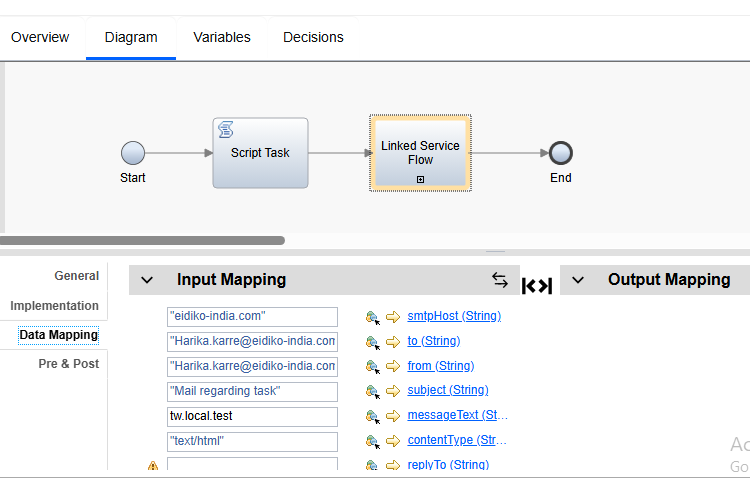 Overview Diagram Variables Decisions
Script Task
Linked Service
Flow
Start
End
General
Implementation
Data Mapping
Pre & Post
Input Mapping
"eidiko-india.com" smtpHost (String)
"Harika.karre@eidiko-india.com to (String)
"Harika.karre@eidiko-india.com from (String)
"Mail regarding task" subject (String)
tw.local.test messageText (St...
"text/html" contentType (Str...
replyTo (String)
Output Mapping
Ac
Go